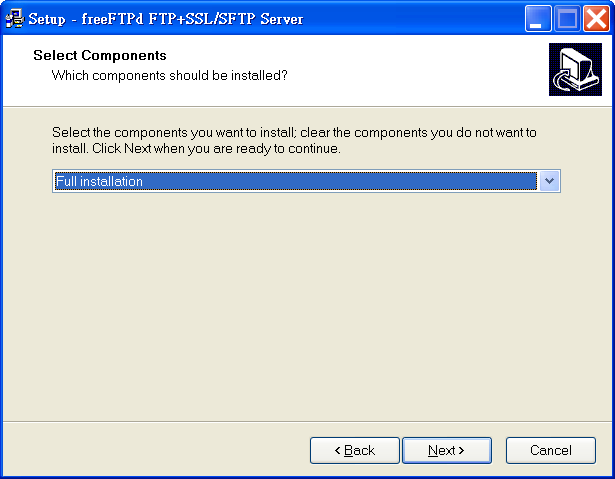 Setup - freeFTPd FTP+SSL/SFTP Server
Select Components
Which components should be installed?
Select the components you want to install; clear the components you do not want to
install. Click Next when you are ready to continue.
Full installation
< Back
Next >
Cancel